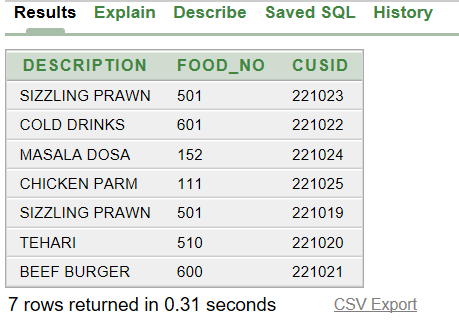 Results Explain Describe Saved SQL History
DESCRIPTION FOOD_NO CUSID
SIZZLING PRAWN 501 221023
COLD DRINKS 601 221022
MASALA DOSA 152 221024
CHICKEN PARM 111 221025
SIZZLING PRAWN 501 221019
TEHARI 510 221020
BEEF BURGER 600 221021
7 rows returned in 0.31 seconds CSV Export